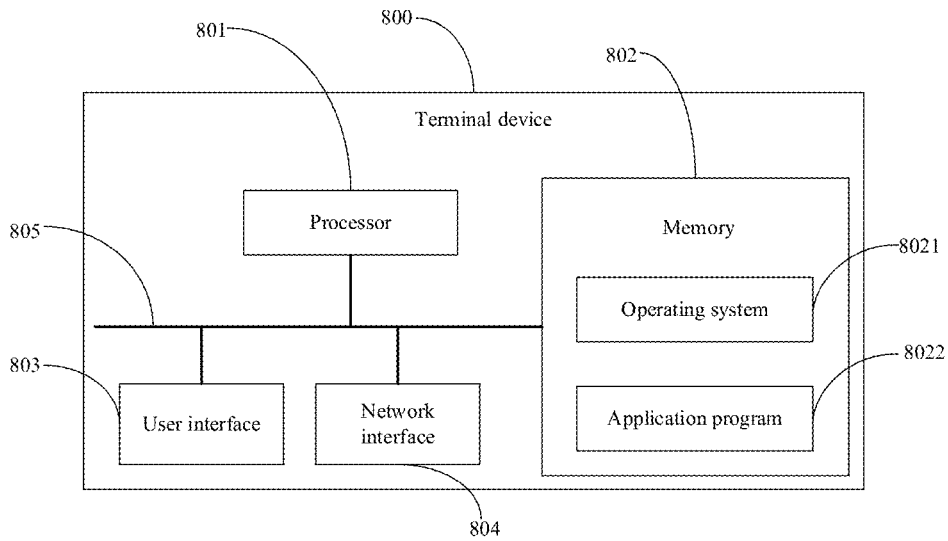 800
801
802
Terminal device
Processor
805
Memory
8021
Operating system
803
8022
User interface
Network
interface
Application program
804